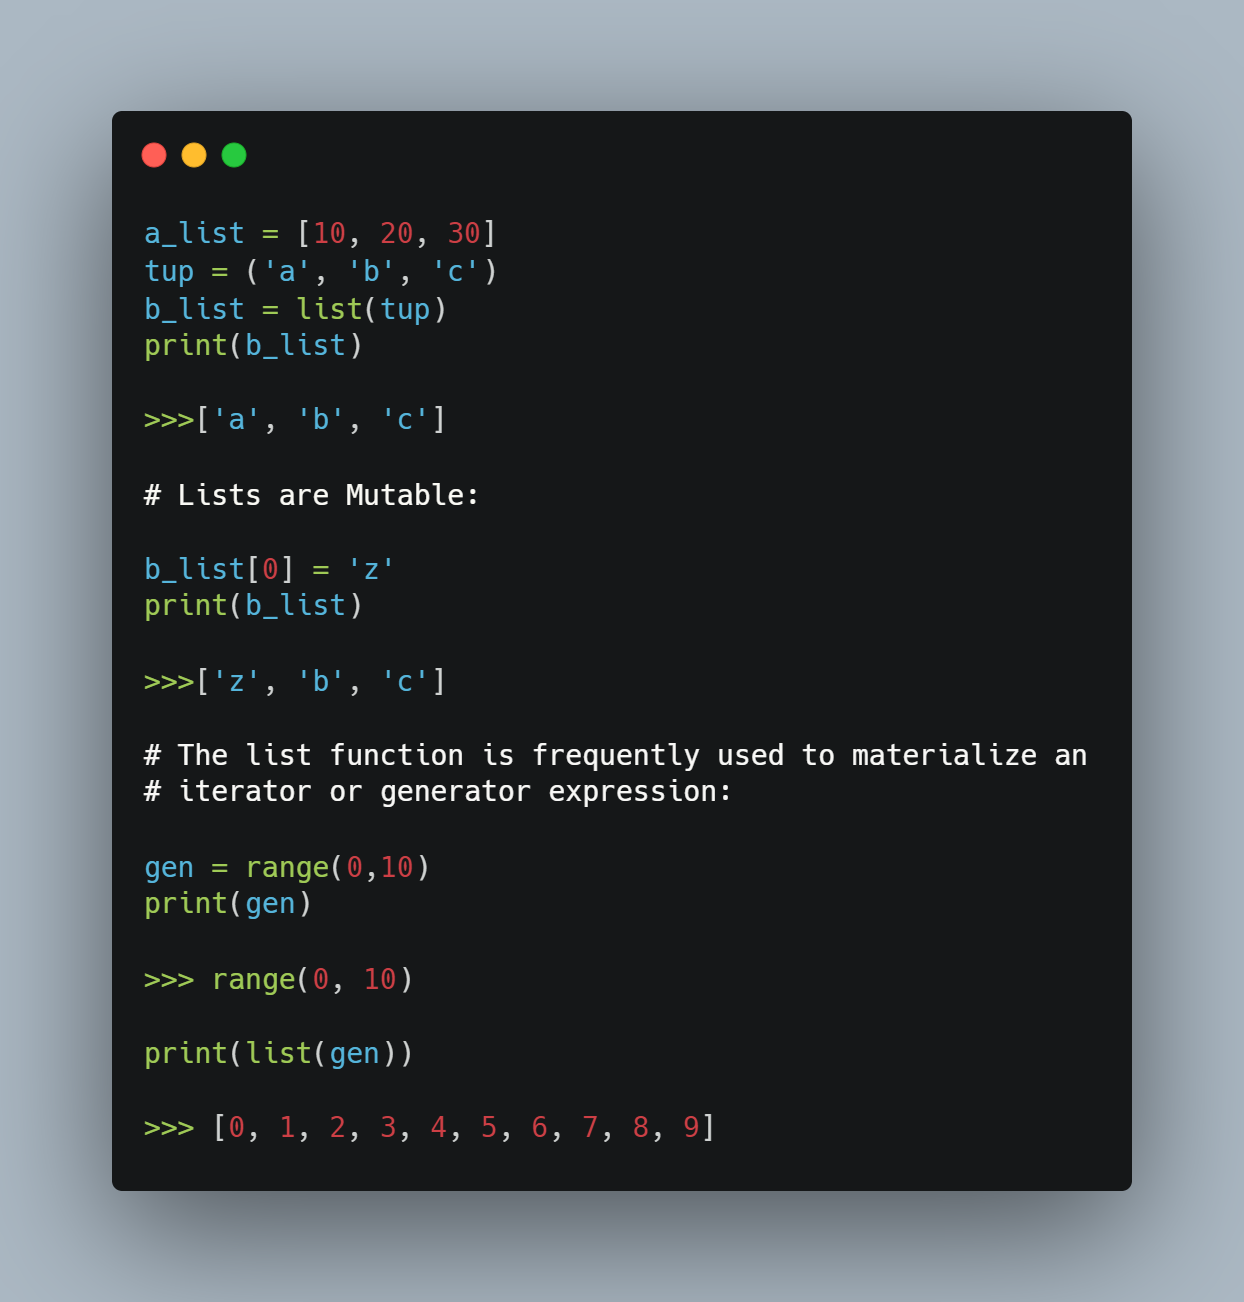 a_list = [10, 20, 30]
tup = ('a', 'b', 'c')
b_list = list(tup)
print(b_list)
>>>['a', 'b', 'c']
# Lists are Mutable:
b_list[0] = 'z'
print(b_list)
>>>['z', 'b', 'c']
# The list function is frequently used to materialize an
# iterator or generator expression:
gen = range(0,10)
print(gen)
>>> range(0, 10)
print(list(gen))
>>> [0, 1, 2, 3, 4, 5, 6, 7, 8, 9]